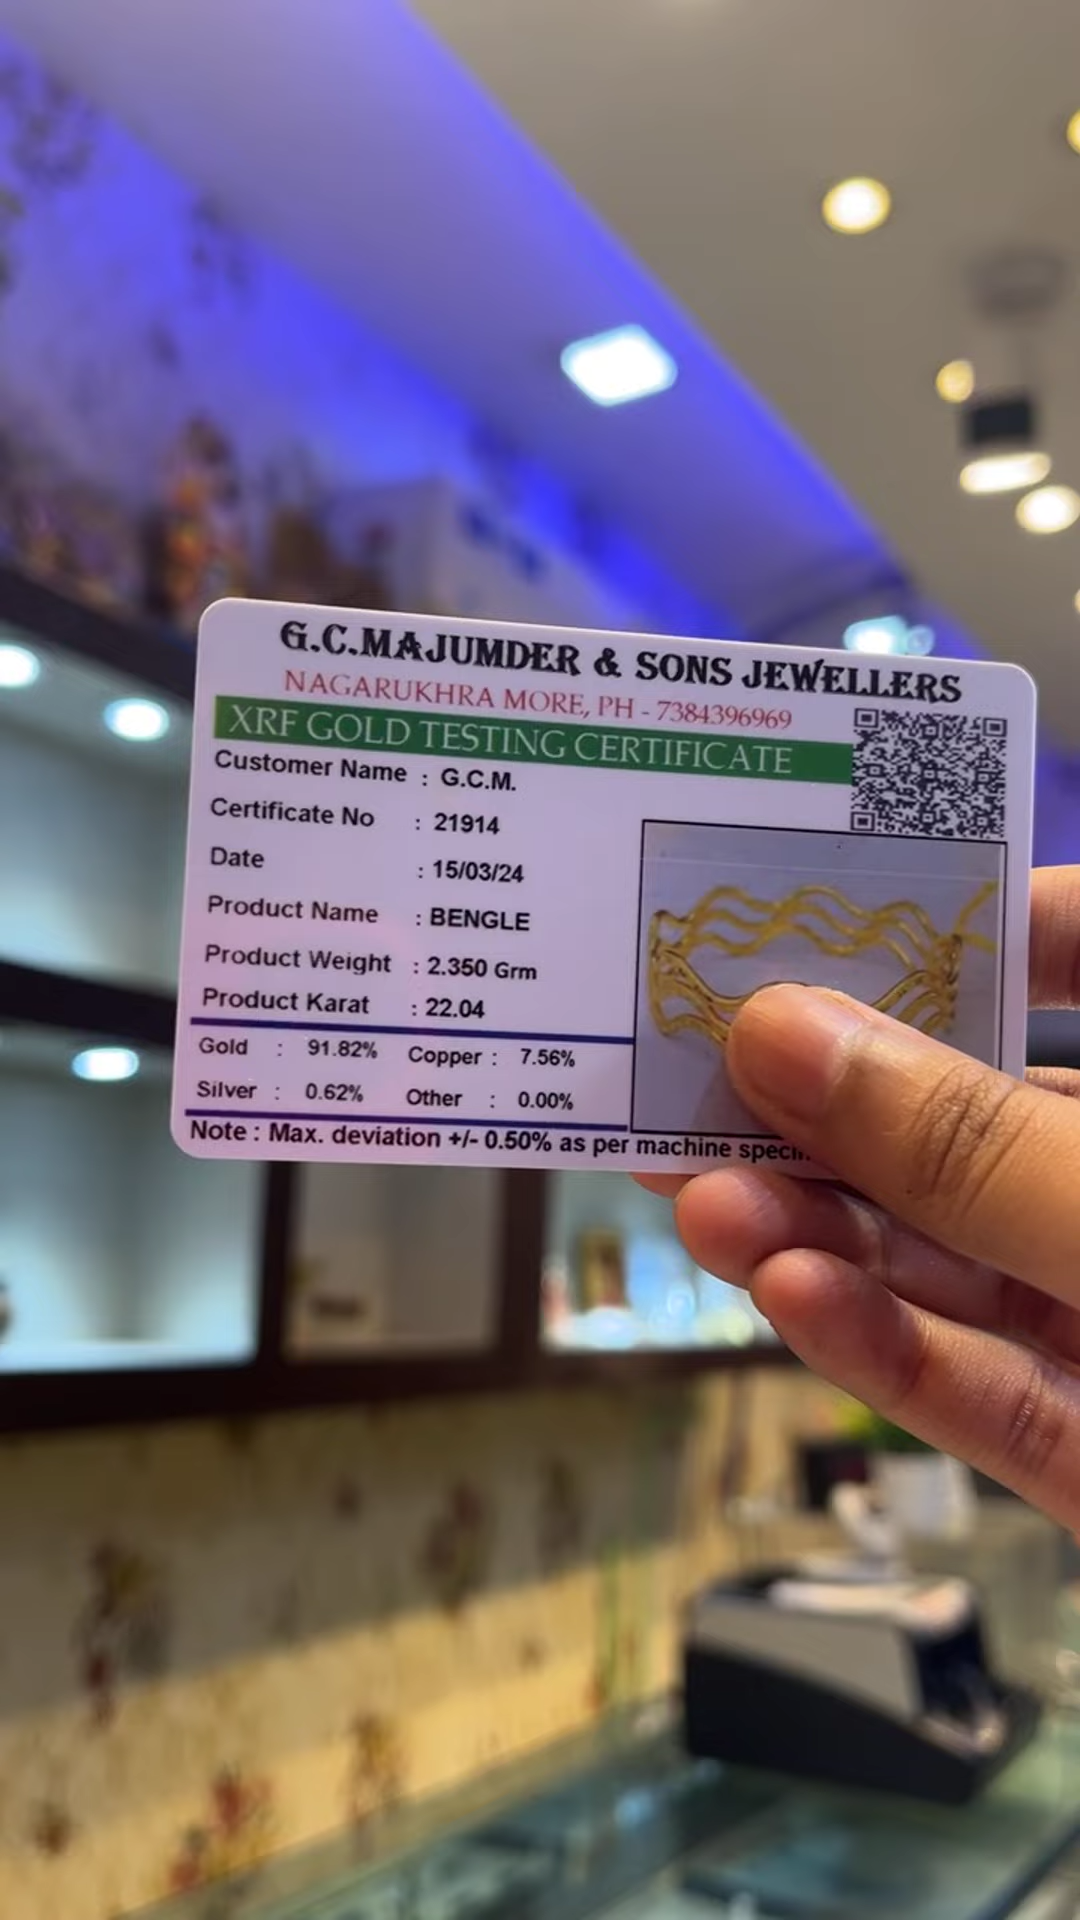 G.C.MAJUMDER & SONS JEWELLERS
NAGARUKHRA MORE, PH - 7384396969
XRF GOLD TESTING CERTIFICATE
Customer Name : G.C.M.
Certificate No : 21914
Date : 15/03/24
Product Name : BENGLE
Product Weight : 2.350 Grm
Product Karat : 22.04
Gold : 91.82% Copper : 7.56%
Silver : 0.62% Other : 0.00%
Note : Max. deviation +/- 0.50% as per machine